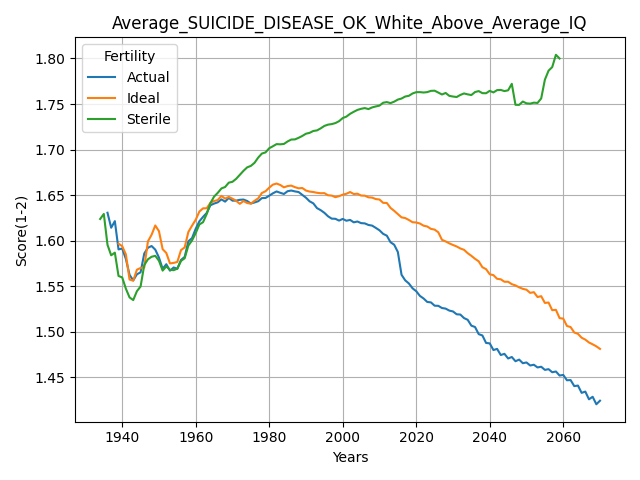 Average_SUICIDE_DISEASE_OK_White_Above_Average_IQ
Fertility
Actual
Ideal
Sterile
Score(1-2)
1.80
1.75
1.70
1.65
1.60
1.55
1.50
1.45
1940
1960
1980
2000
2020
2040
2060
Years